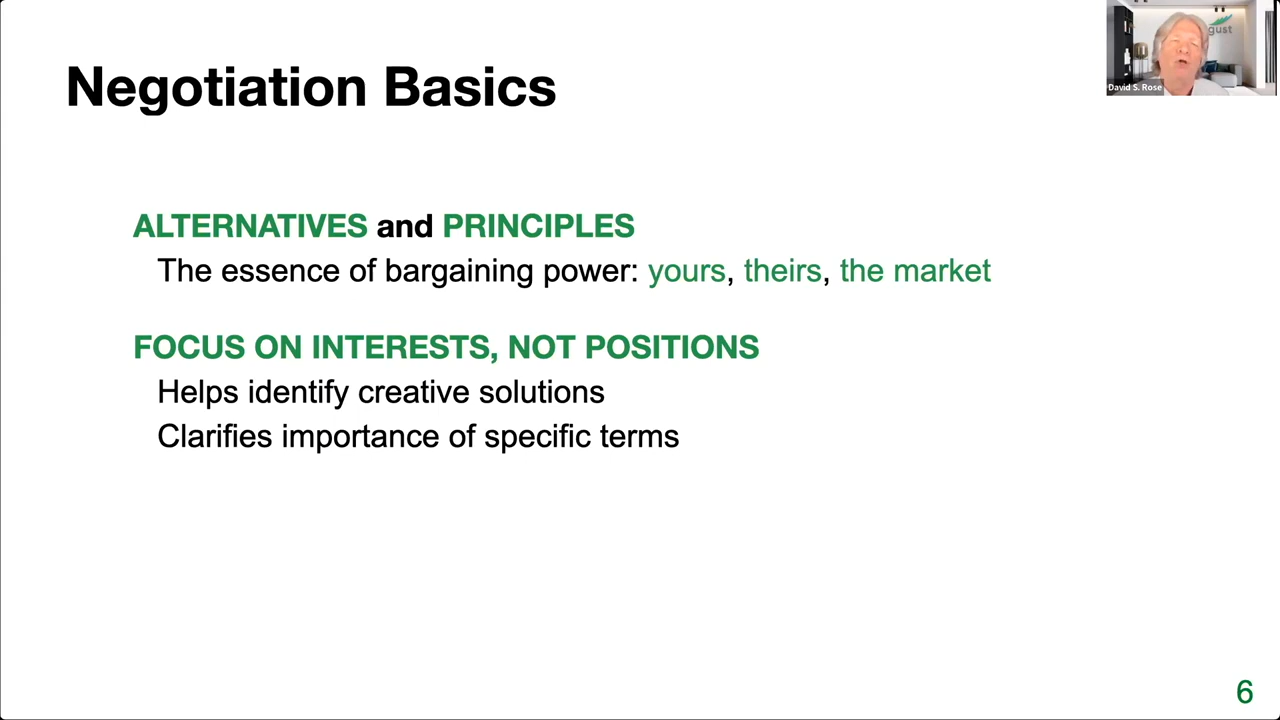 Negotiation Basics
gust
David S. Rose
ALTERNATIVES and PRINCIPLES
The essence of bargaining power: yours, theirs, the market
FOCUS ON INTERESTS, NOT POSITIONS
Helps identify creative solutions
Clarifies importance of specific terms
6